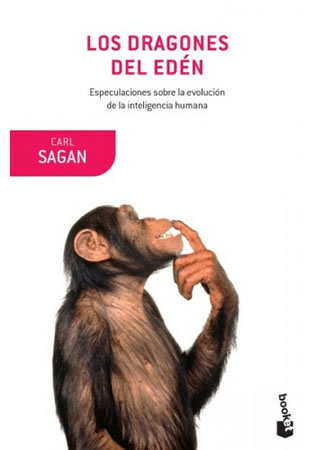 LOS DRAGONES
DEL EDÉN
Especulaciones sobre la evolución
de la inteligencia humana
CARL
SAGAN
booket